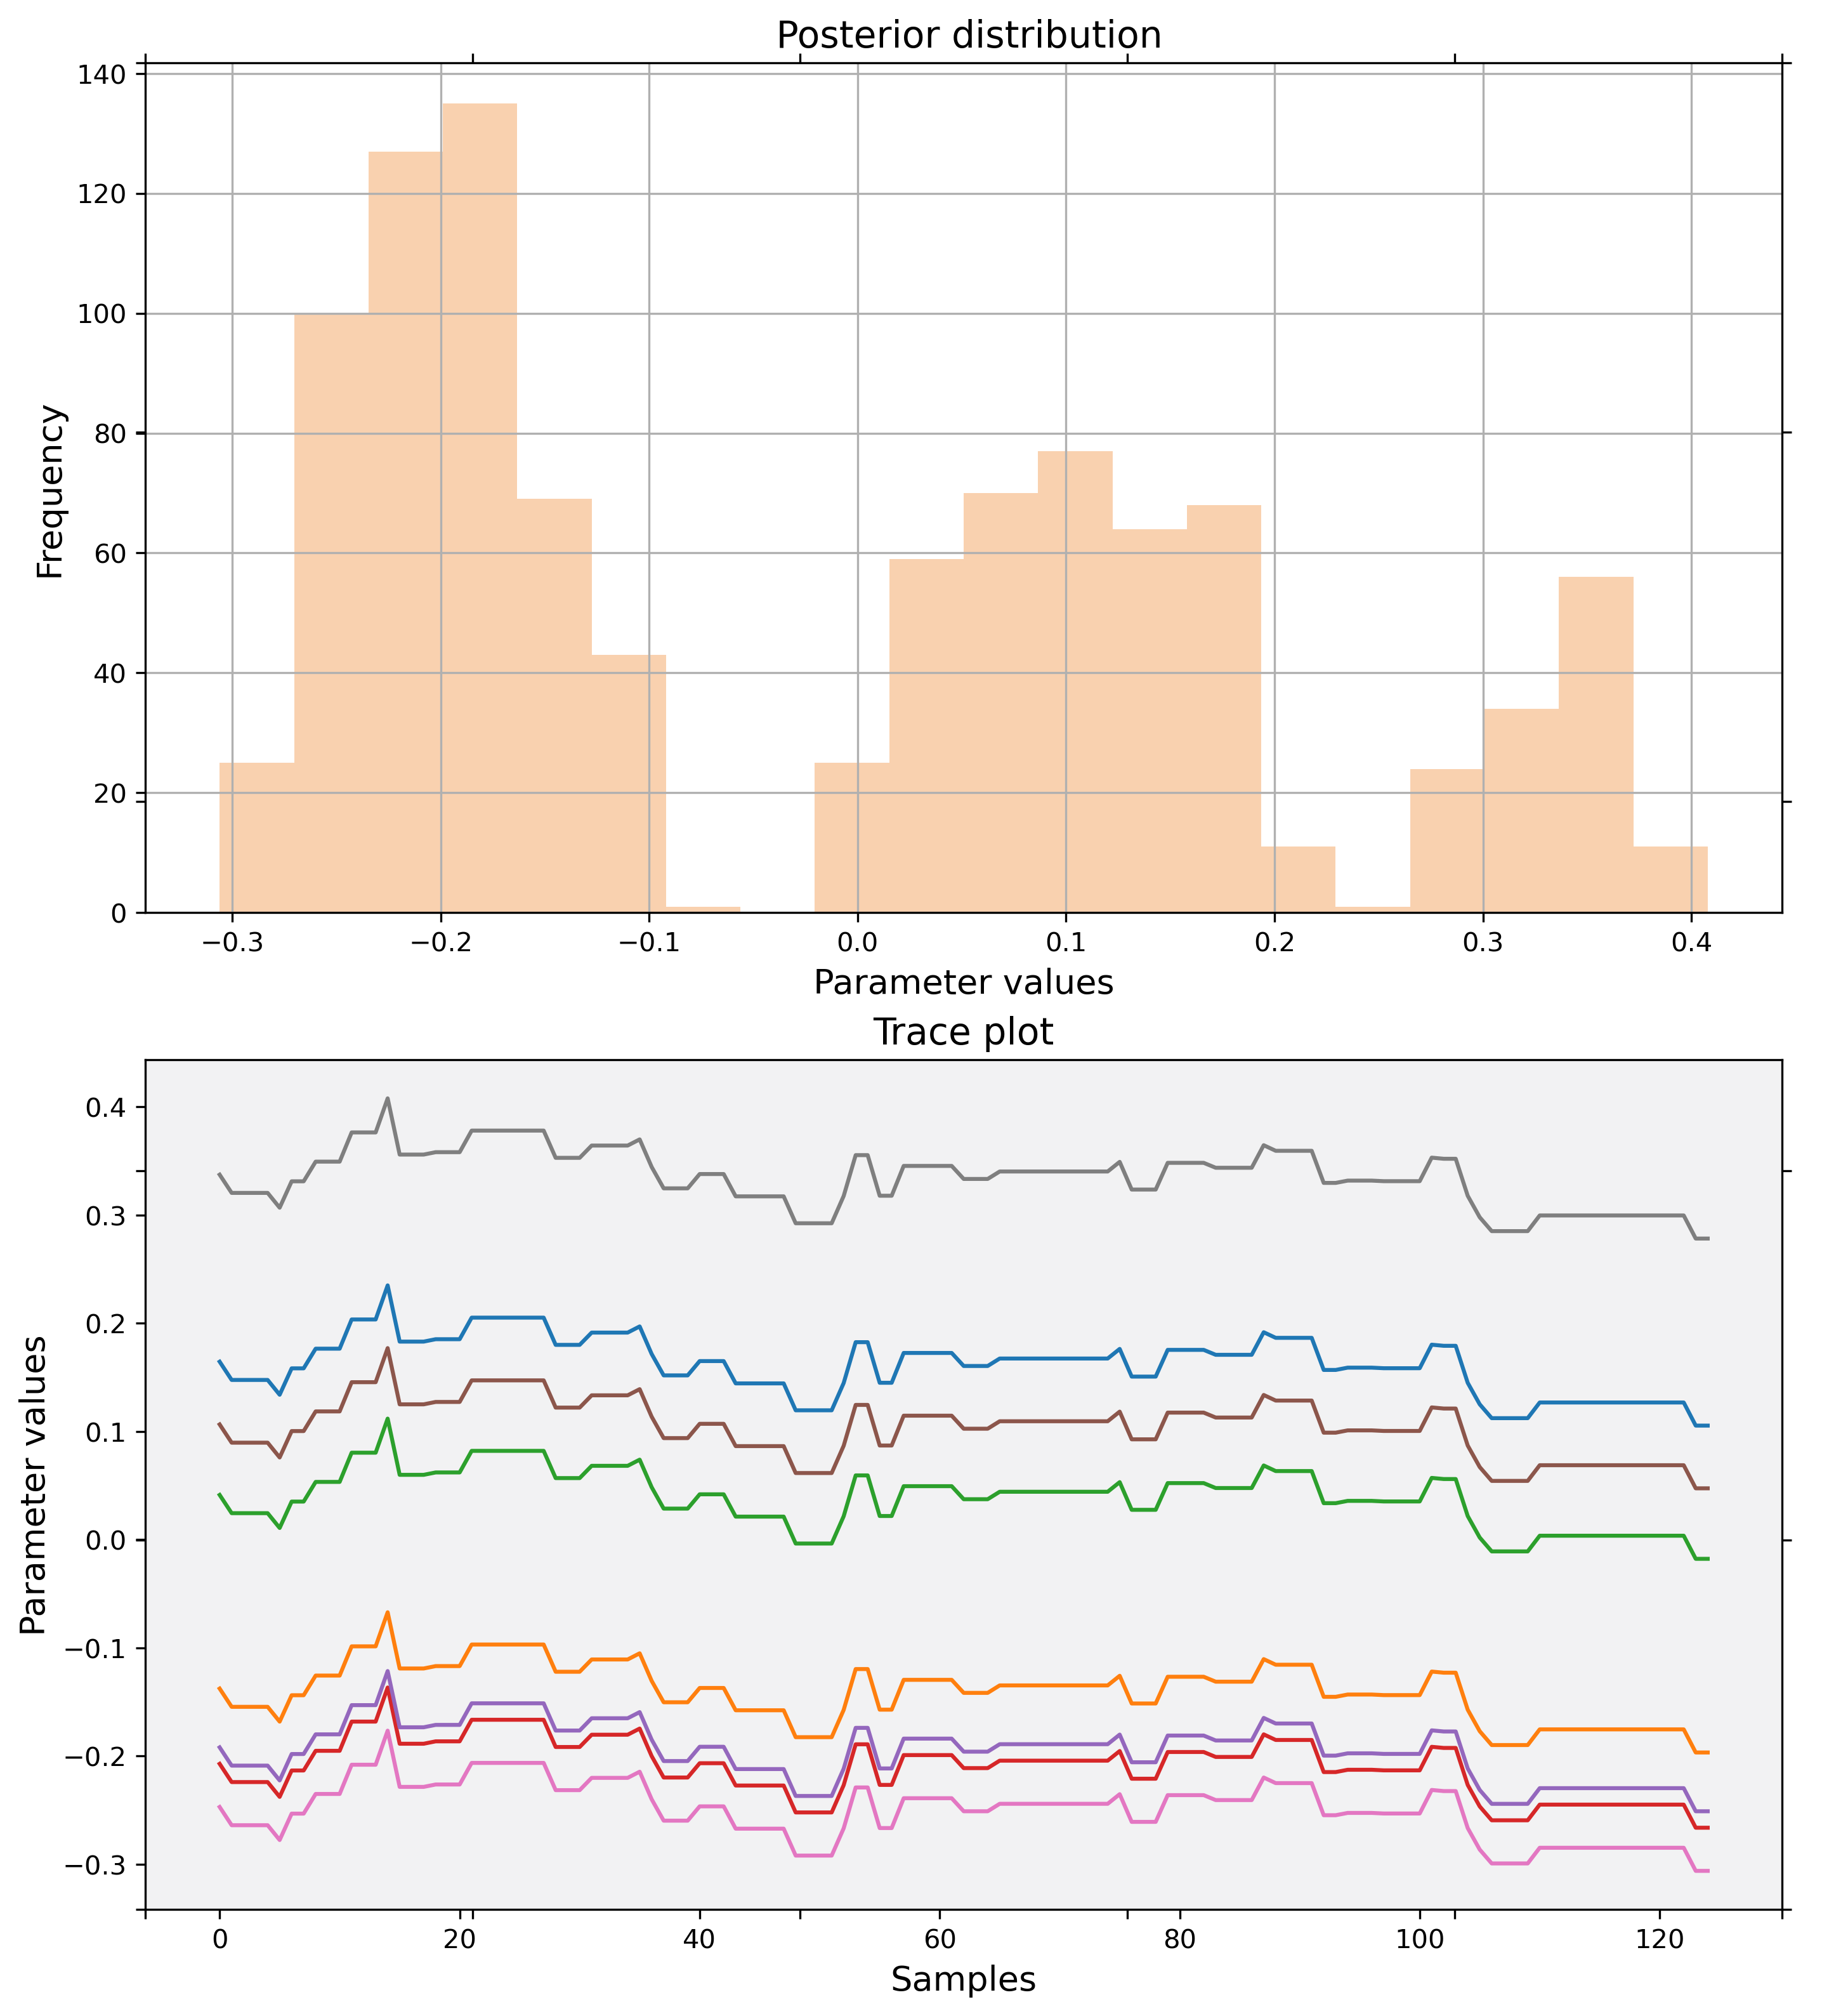 Posterior distribution
140
120
100
80
60
40
20
0
Frequency
−0.3 −0.2 −0.1 0.0 0.1 0.2 0.3 0.4
Parameter values
Trace plot
0.4
0.3
0.2
0.1
0.0
−0.1
−0.2
−0.3
Parameter values
0 20 40 60 80 100 120
Samples